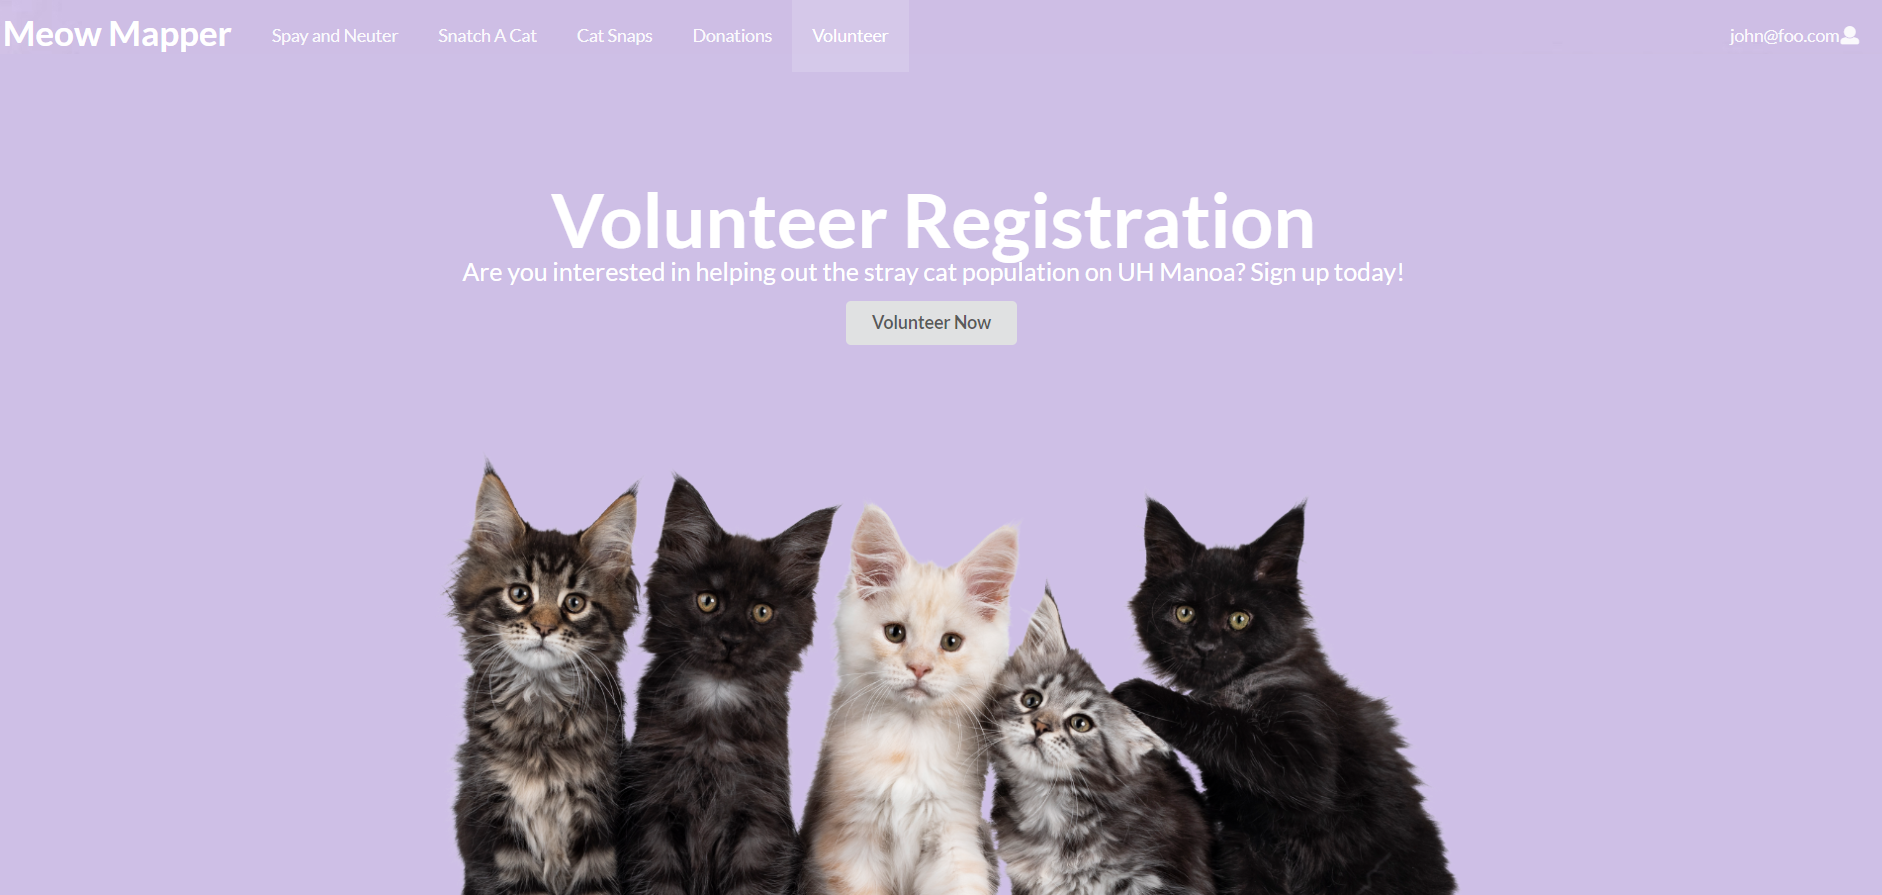 Meow Mapper Spay and Neuter Snatch A Cat Cat Snaps Donations Volunteer john@foo.com
Volunteer Registration
Are you interested in helping out the stray cat population on UH Manoa? Sign up today!
Volunteer Now